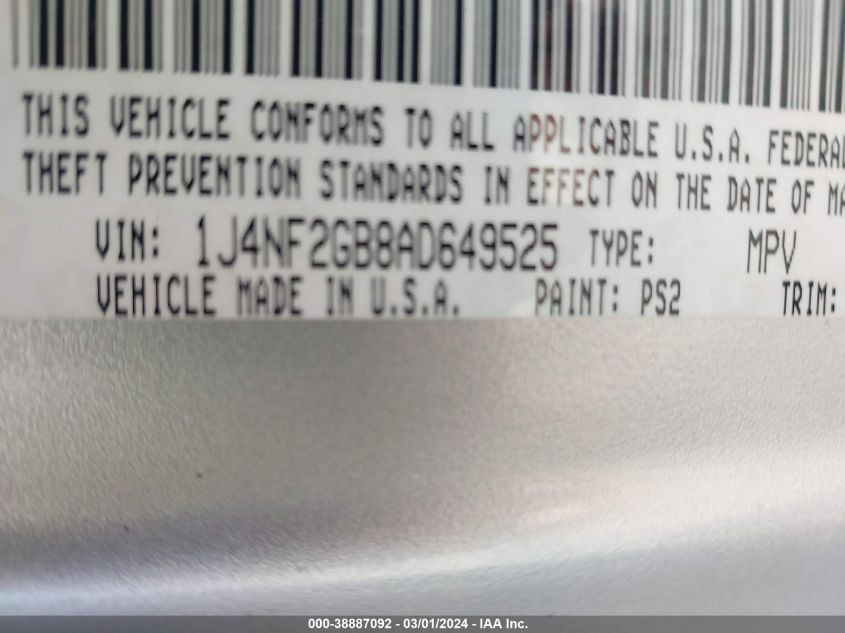 THIS VEHICLE CONFORMS TO ALL APPLICABLE U.S.A. FEDERAL
THEFT PREVENTION STANDARDS IN EFFECT ON THE DATE OF MA
VIN: 1J4NF2GB8AD649525 TYPE: MPV
VEHICLE MADE IN U.S.A. PAINT: PS2 TRIM:
000-38887092 - 03/01/2024 - IAA Inc.